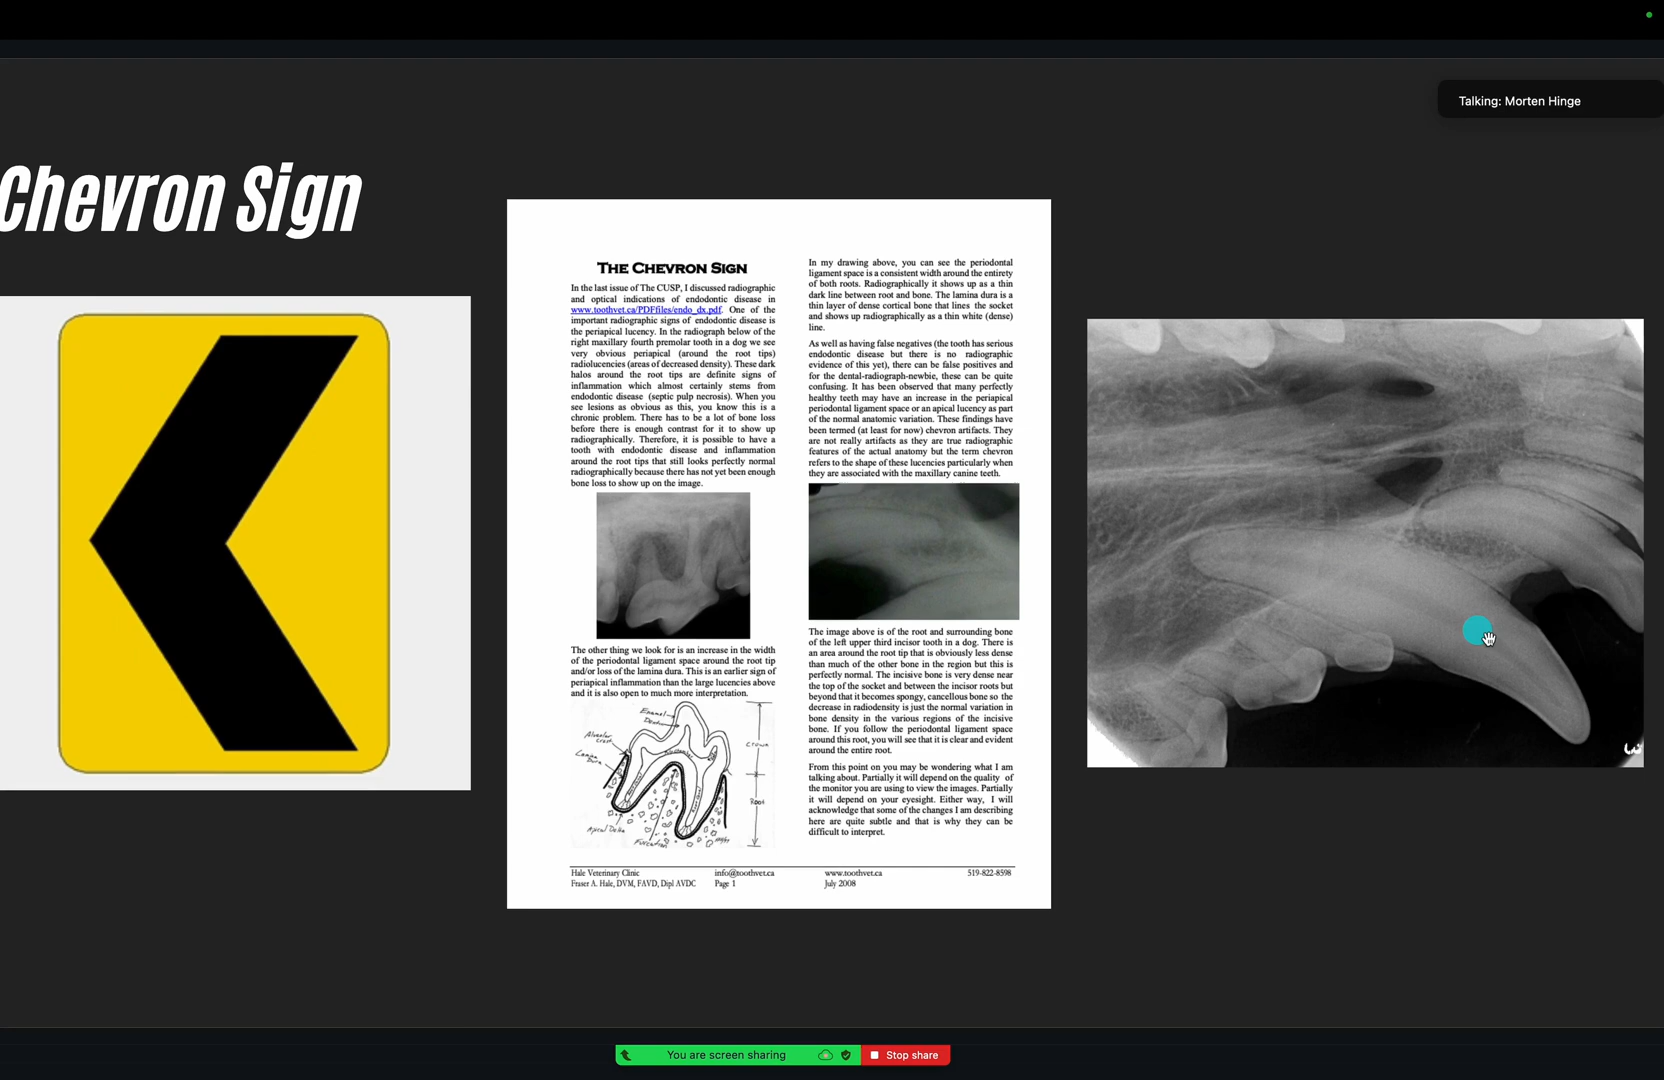 Talking: Morten Hinge
Chevron Sign
THE CHEVRON SIGN
In the last issue of The CUSP, I discussed radiographic
and optical indications of endodontic disease in
www.toothvet.ca/PDFfiles/endo_dx.pdf. One of the
important radiographic signs of endodontic disease is
the periapical lucency. In the radiograph below of the
right maxillary fourth premolar tooth in a dog we see
very obvious periapical (around the root tips)
radiolucencies (areas of decreased density). These dark
halos around the root tips are definite signs of
inflammation which almost certainly stems from
endodontic disease (septic pulp necrosis). When you
see lesions as obvious as this, you know this is a
chronic problem. There has to be a lot of bone loss
before there is enough contrast for it to show up
radiographically. Therefore, it is possible to have a
tooth with endodontic disease and inflammation
around the root tips that still looks perfectly normal
radiographically because there has not yet been enough
bone loss to show up on the image.
The other thing we look for is an increase in the width
of the periodontal ligament space around the root tip
and/or loss of the lamina dura. This is an earlier sign of
periapical inflammation than the large lucencies above
and it is also open to much more interpretation.
Enamel
Dentin
Alveolar
crest
Lamina
Dura
Crown
Root
Apical Delta
Furcation
In my drawing above, you can see the periodontal
ligament space is a consistent width around the entirety
of both roots. Radiographically it shows up as a thin
dark line between root and bone. The lamina dura is a
thin layer of dense cortical bone that lines the socket
and shows up radiographically as a thin white (dense)
line.
As well as having false negatives (the tooth has serious
endodontic disease but there is no radiographic
evidence of this yet), there can be false positives and
for the dental-radiograph-newbie, these can be quite
confusing. It has been observed that many perfectly
healthy teeth may have an increase in the periapical
periodontal ligament space or an apical lucency as part
of the normal anatomic variation. These findings have
been termed (at least for now) chevron artifacts. They
are not really artifacts as they are true radiographic
features of the actual anatomy but the term chevron
refers to the shape of these lucencies particularly when
they are associated with the maxillary canine teeth.
The image above is of the root and surrounding bone
of the left upper third incisor tooth in a dog. There is
an area around the root tip that is obviously less dense
than much of the other bone in the region but this is
perfectly normal. The incisive bone is very dense near
the top of the socket and between the incisor roots but
beyond that it becomes spongy, cancellous bone so the
decrease in radiodensity is just the normal variation in
bone density in the various regions of the incisive
bone. If you follow the periodontal ligament space
around this root, you will see that it is clear and evident
around the entire root.
From this point on you may be wondering what I am
talking about. Partially it will depend on the quality of
the monitor you are using to view the images. Partially
it will depend on your eyesight. Either way, I will
acknowledge that some of the changes I am describing
here are quite subtle and that is why they can be
difficult to interpret.
Hale Veterinary Clinic info@toothvet.ca www.toothvet.ca 519-822-8598
Fraser A. Hale, DVM, FAVD, Dipl AVDC Page 1 July 2008
You are screen sharing
Stop share